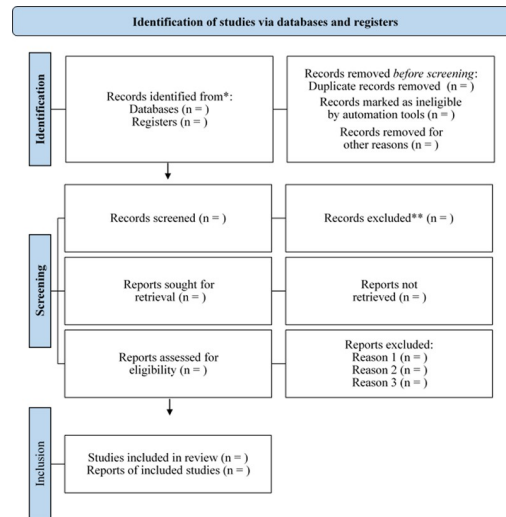 Identification of studies via databases and registers
Identification
Records identified from*:
Databases (n = )
Registers (n = )
Records removed before screening:
Duplicate records removed (n = )
Records marked as ineligible
by automation tools (n = )
Records removed for
other reasons (n = )
Screening
Records screened (n = )
Records excluded** (n = )
Reports sought for
retrieval (n = )
Reports not
retrieved (n = )
Reports assessed for
eligibility (n = )
Reports excluded:
Reason 1 (n = )
Reason 2 (n = )
Reason 3 (n = )
Inclusion
Studies included in review (n = )
Reports of included studies (n = )